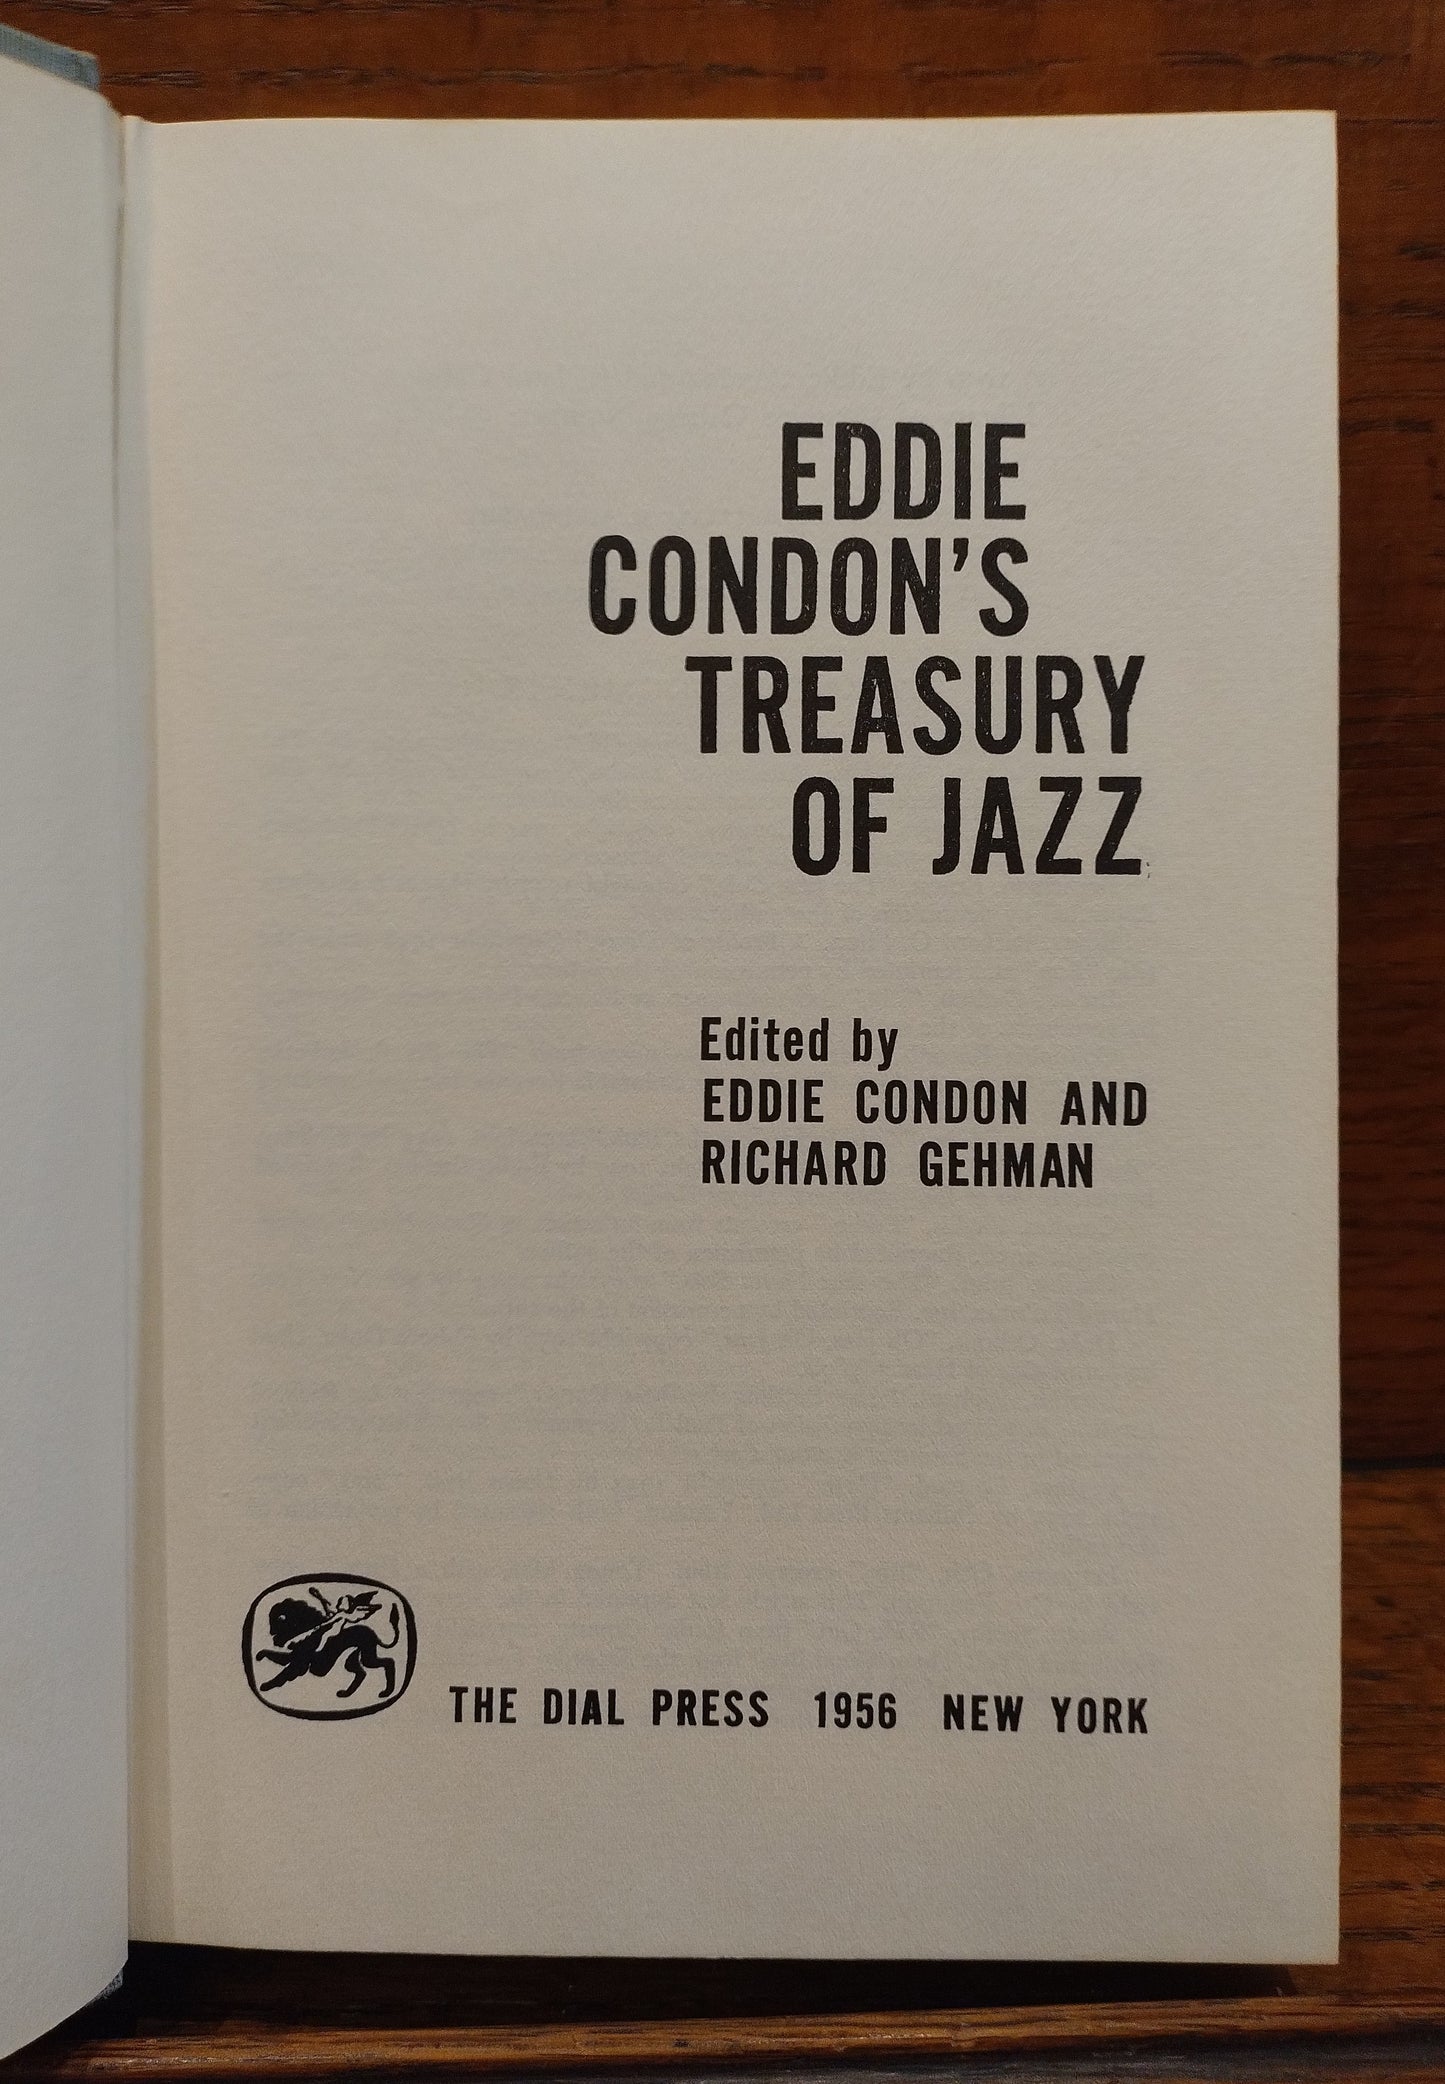 EDDIE
CONDON'S
TREASURY
OF JAZZ
Edited by
EDDIE CONDON AND
RICHARD GEHMAN
THE DIAL PRESS 1956 NEW YORK